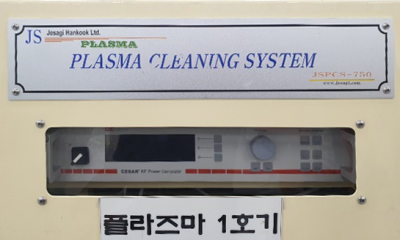 JS Josagi Hankook Ltd.
PLASMA
PLASMA CLEANING SYSTEM
JSPCS-750
www.josagi.com
CESAR RF Power Generator
플라즈마 1호기